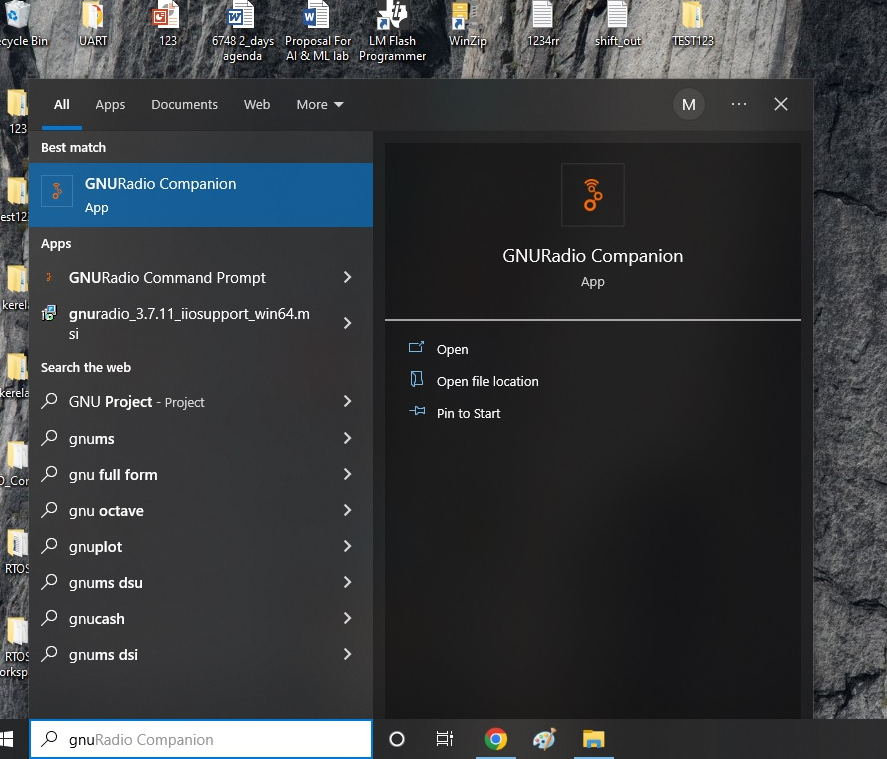 cycle Bin
UART
123
6748 2_days
agenda
Proposal For
AI & ML lab
LM Flash
Programmer
WinZip
1234rr
shift_out
TEST123
All Apps Documents Web More M ... 
Best match
GNURadio Companion
App
Apps
GNURadio Command Prompt
gnuradio_3.7.11_iiosupport_win64.m
si
Search the web
GNU Project - Project
gnums
gnu full form
gnu octave
gnuplot
gnums dsu
gnucash
gnums dsi
GNURadio Companion
App
Open
Open file location
Pin to Start
123
est12
kerela
kerela
O_Cor
RTOS
RTOS
orksp
gnuRadio Companion